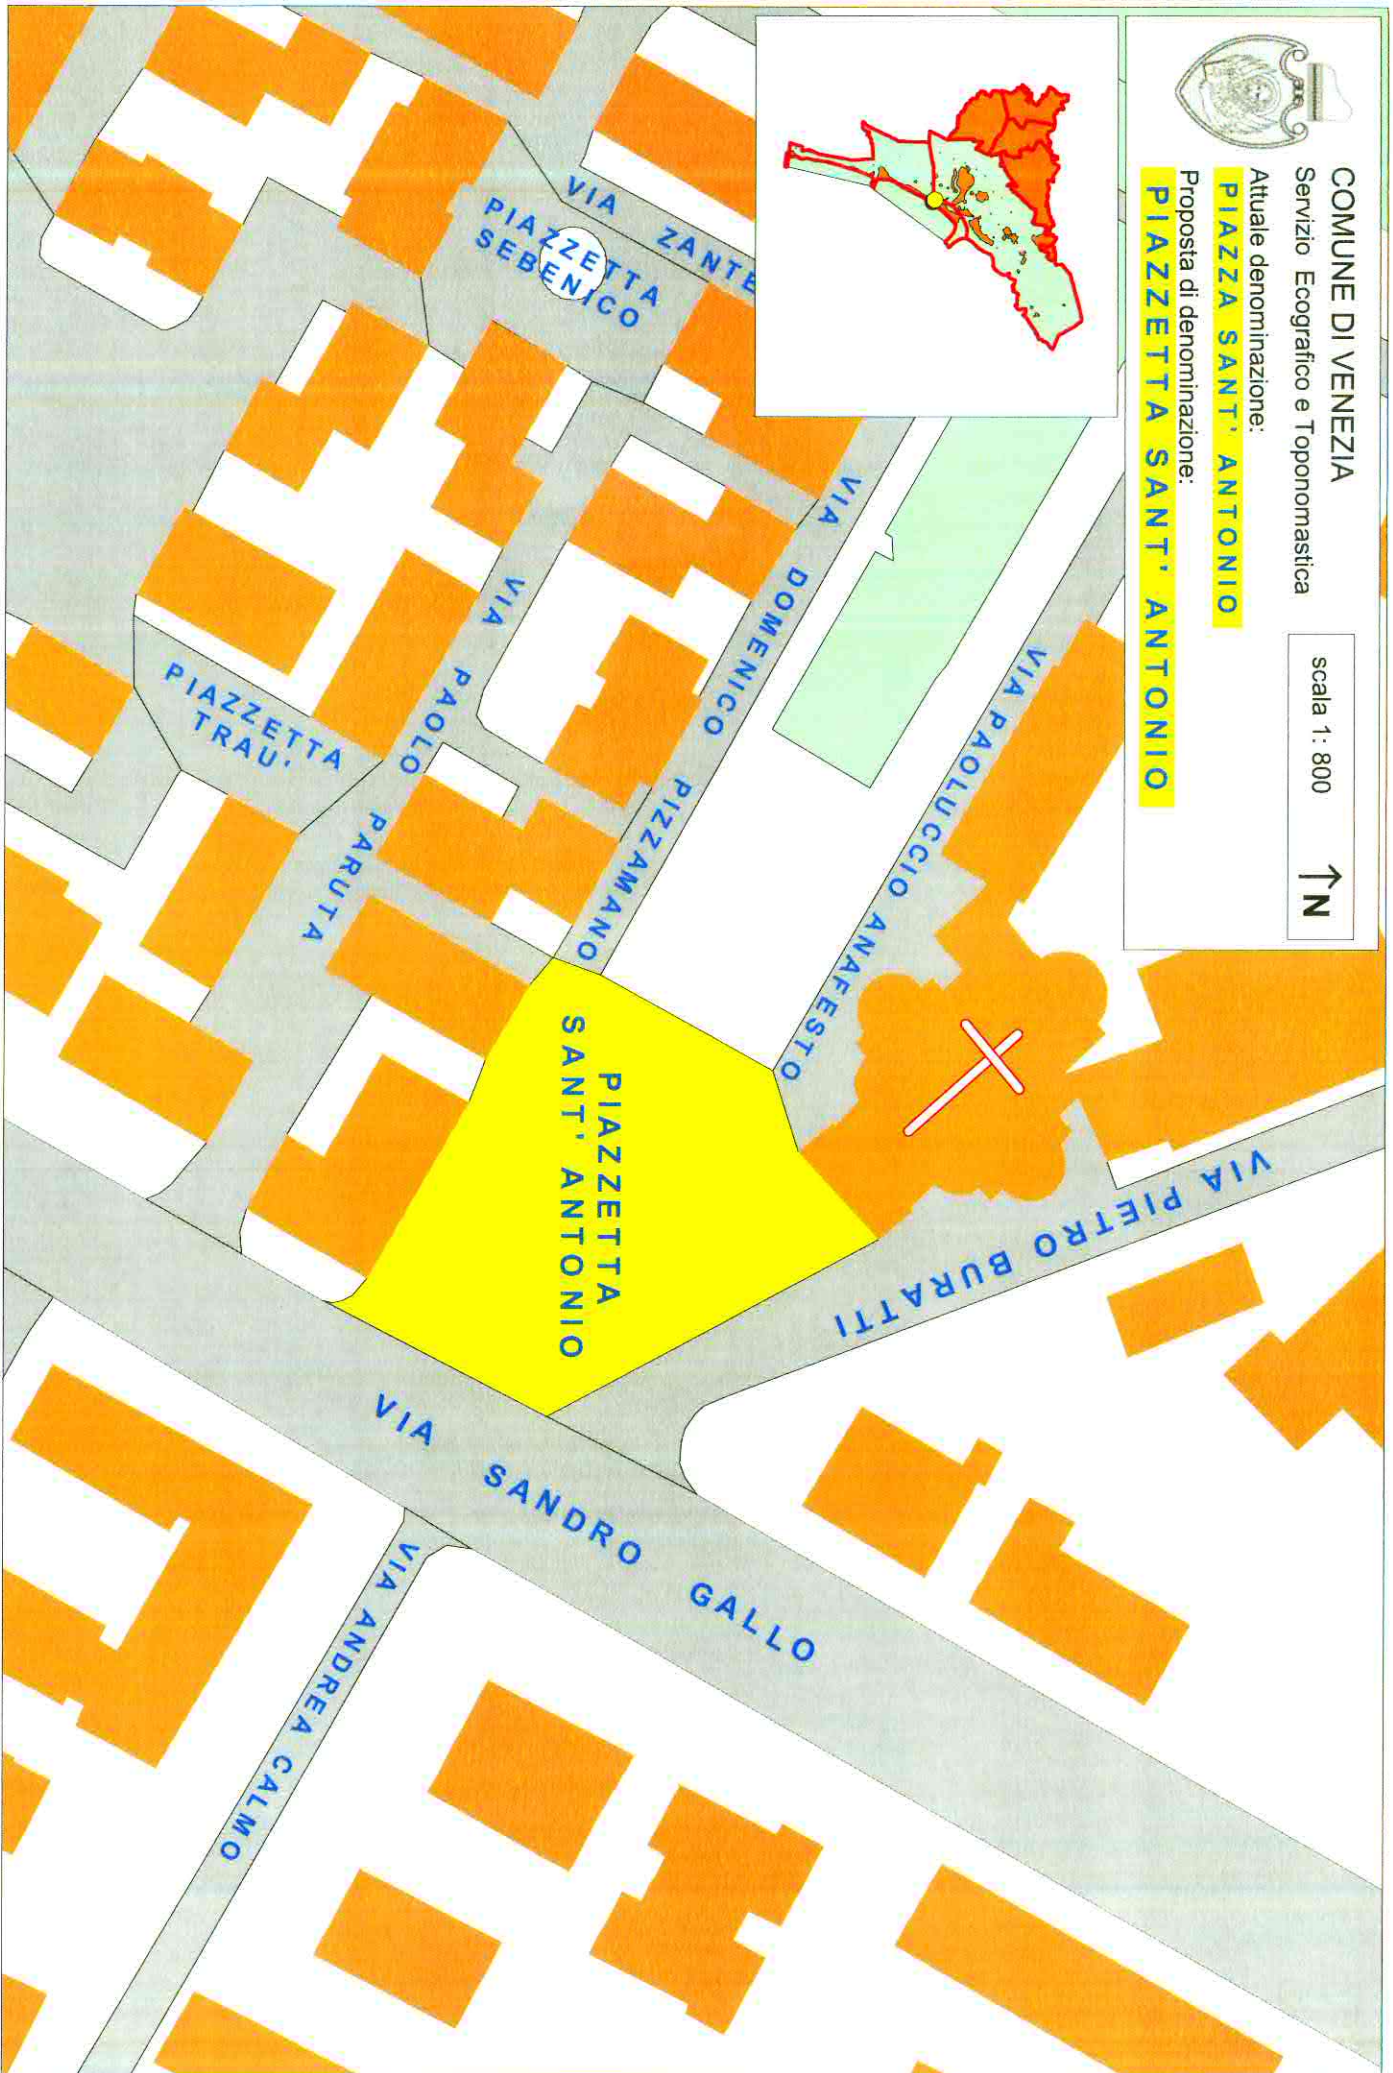 COMUNE DI VENEZIA
Servizio Ecografico e Toponomastica
scala 1: 800
N
Attuale denominazione:
PIAZZA SANT' ANTONIO
Proposta di denominazione:
PIAZZETTA SANT' ANTONIO
VIA ZANTE
PIAZZETTA
SEBENICO
VIA DOMENICO PIZZAMANO
VIA PAOLUCCIO ANAFESTO
VIA PAOLO PARUTA
PIAZZETTA
TRAU'
PIAZZETTA
SANT' ANTONIO
VIA PIETRO BURATTI
VIA SANDRO GALLO
VIA ANDREA CALMO